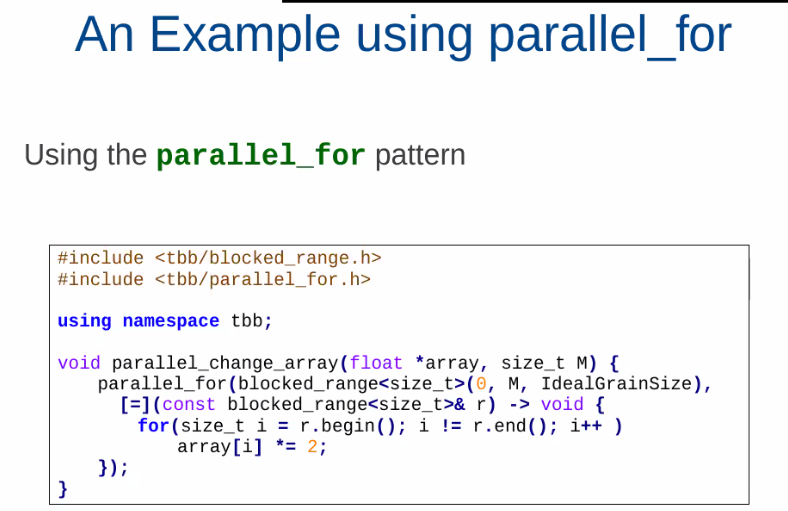 An Example using parallel_for
Using the parallel_for pattern
#include <tbb/blocked_range.h>
#include <tbb/parallel_for.h>
using namespace tbb;
void parallel_change_array(float *array, size_t M) {
parallel_for(blocked_range<size_t>(0, M, IdealGrainSize),
[=](const blocked_range<size_t>& r) -> void {
for(size_t i = r.begin(); i != r.end(); i++ )
array[i] *= 2;
});
}